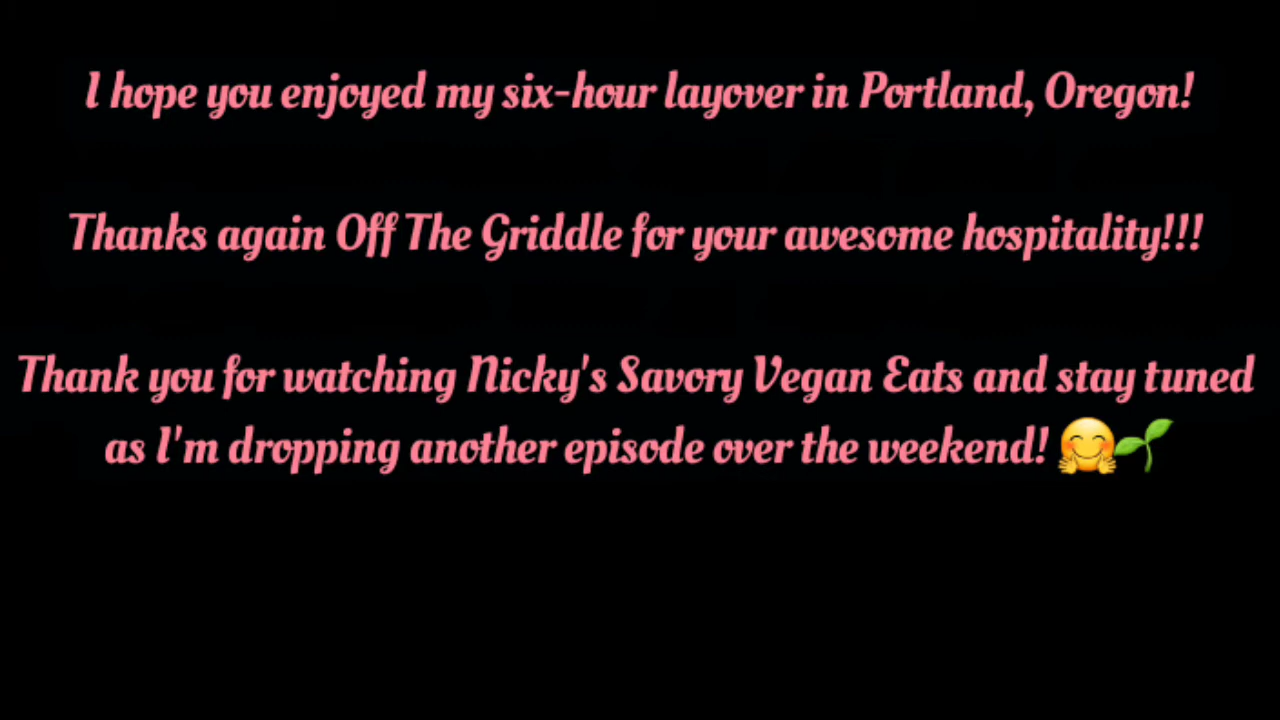 I hope you enjoyed my six-hour layover in Portland, Oregon!
Thanks again Off The Griddle for your awesome hospitality!!!
Thank you for watching Nicky's Savory Vegan Eats and stay tuned
as I'm dropping another episode over the weekend! 🤗🌱